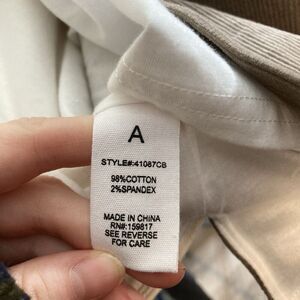 A
STYLE#:41087CB
98%COTTON
2%SPANDEX
MADE IN CHINA
RN#:159817
SEE REVERSE
FOR CARE